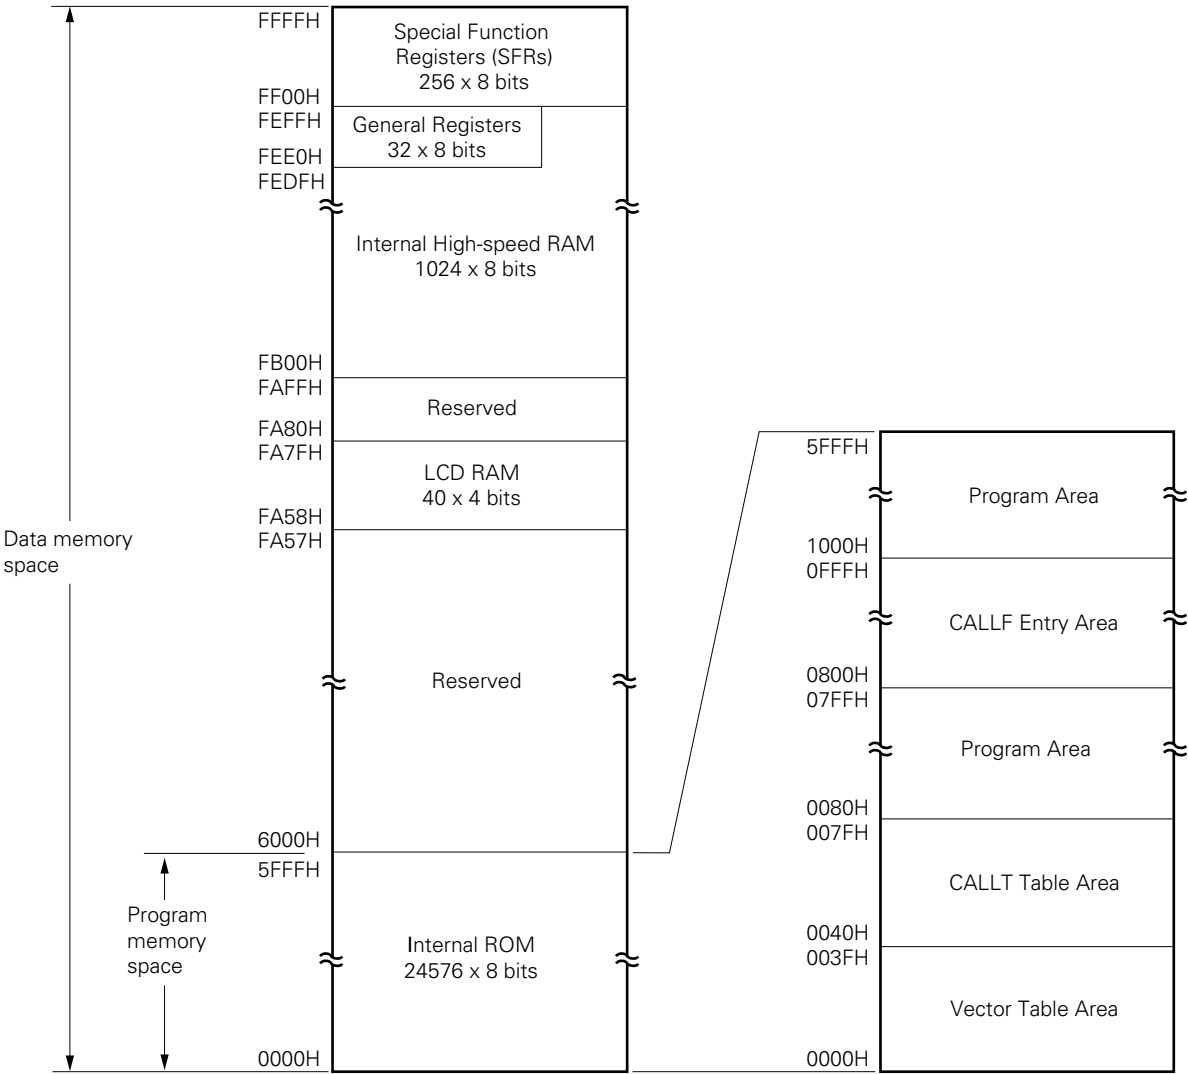 FFFFH
Special Function
Registers (SFRs)
256 x 8 bits
FF00H
FEFFH
General Registers
32 x 8 bits
FEE0H
FEDFH
Internal High-speed RAM
1024 x 8 bits
FB00H
FAFFH
Reserved
FA80H
FA7FH
LCD RAM
40 x 4 bits
FA58H
FA57H
Data memory
space
Reserved
6000H
5FFFH
Program
memory
space
Internal ROM
24576 x 8 bits
0000H
5FFFH
Program Area
1000H
0FFFH
CALLF Entry Area
0800H
07FFH
Program Area
0080H
007FH
CALLT Table Area
0040H
003FH
Vector Table Area
0000H